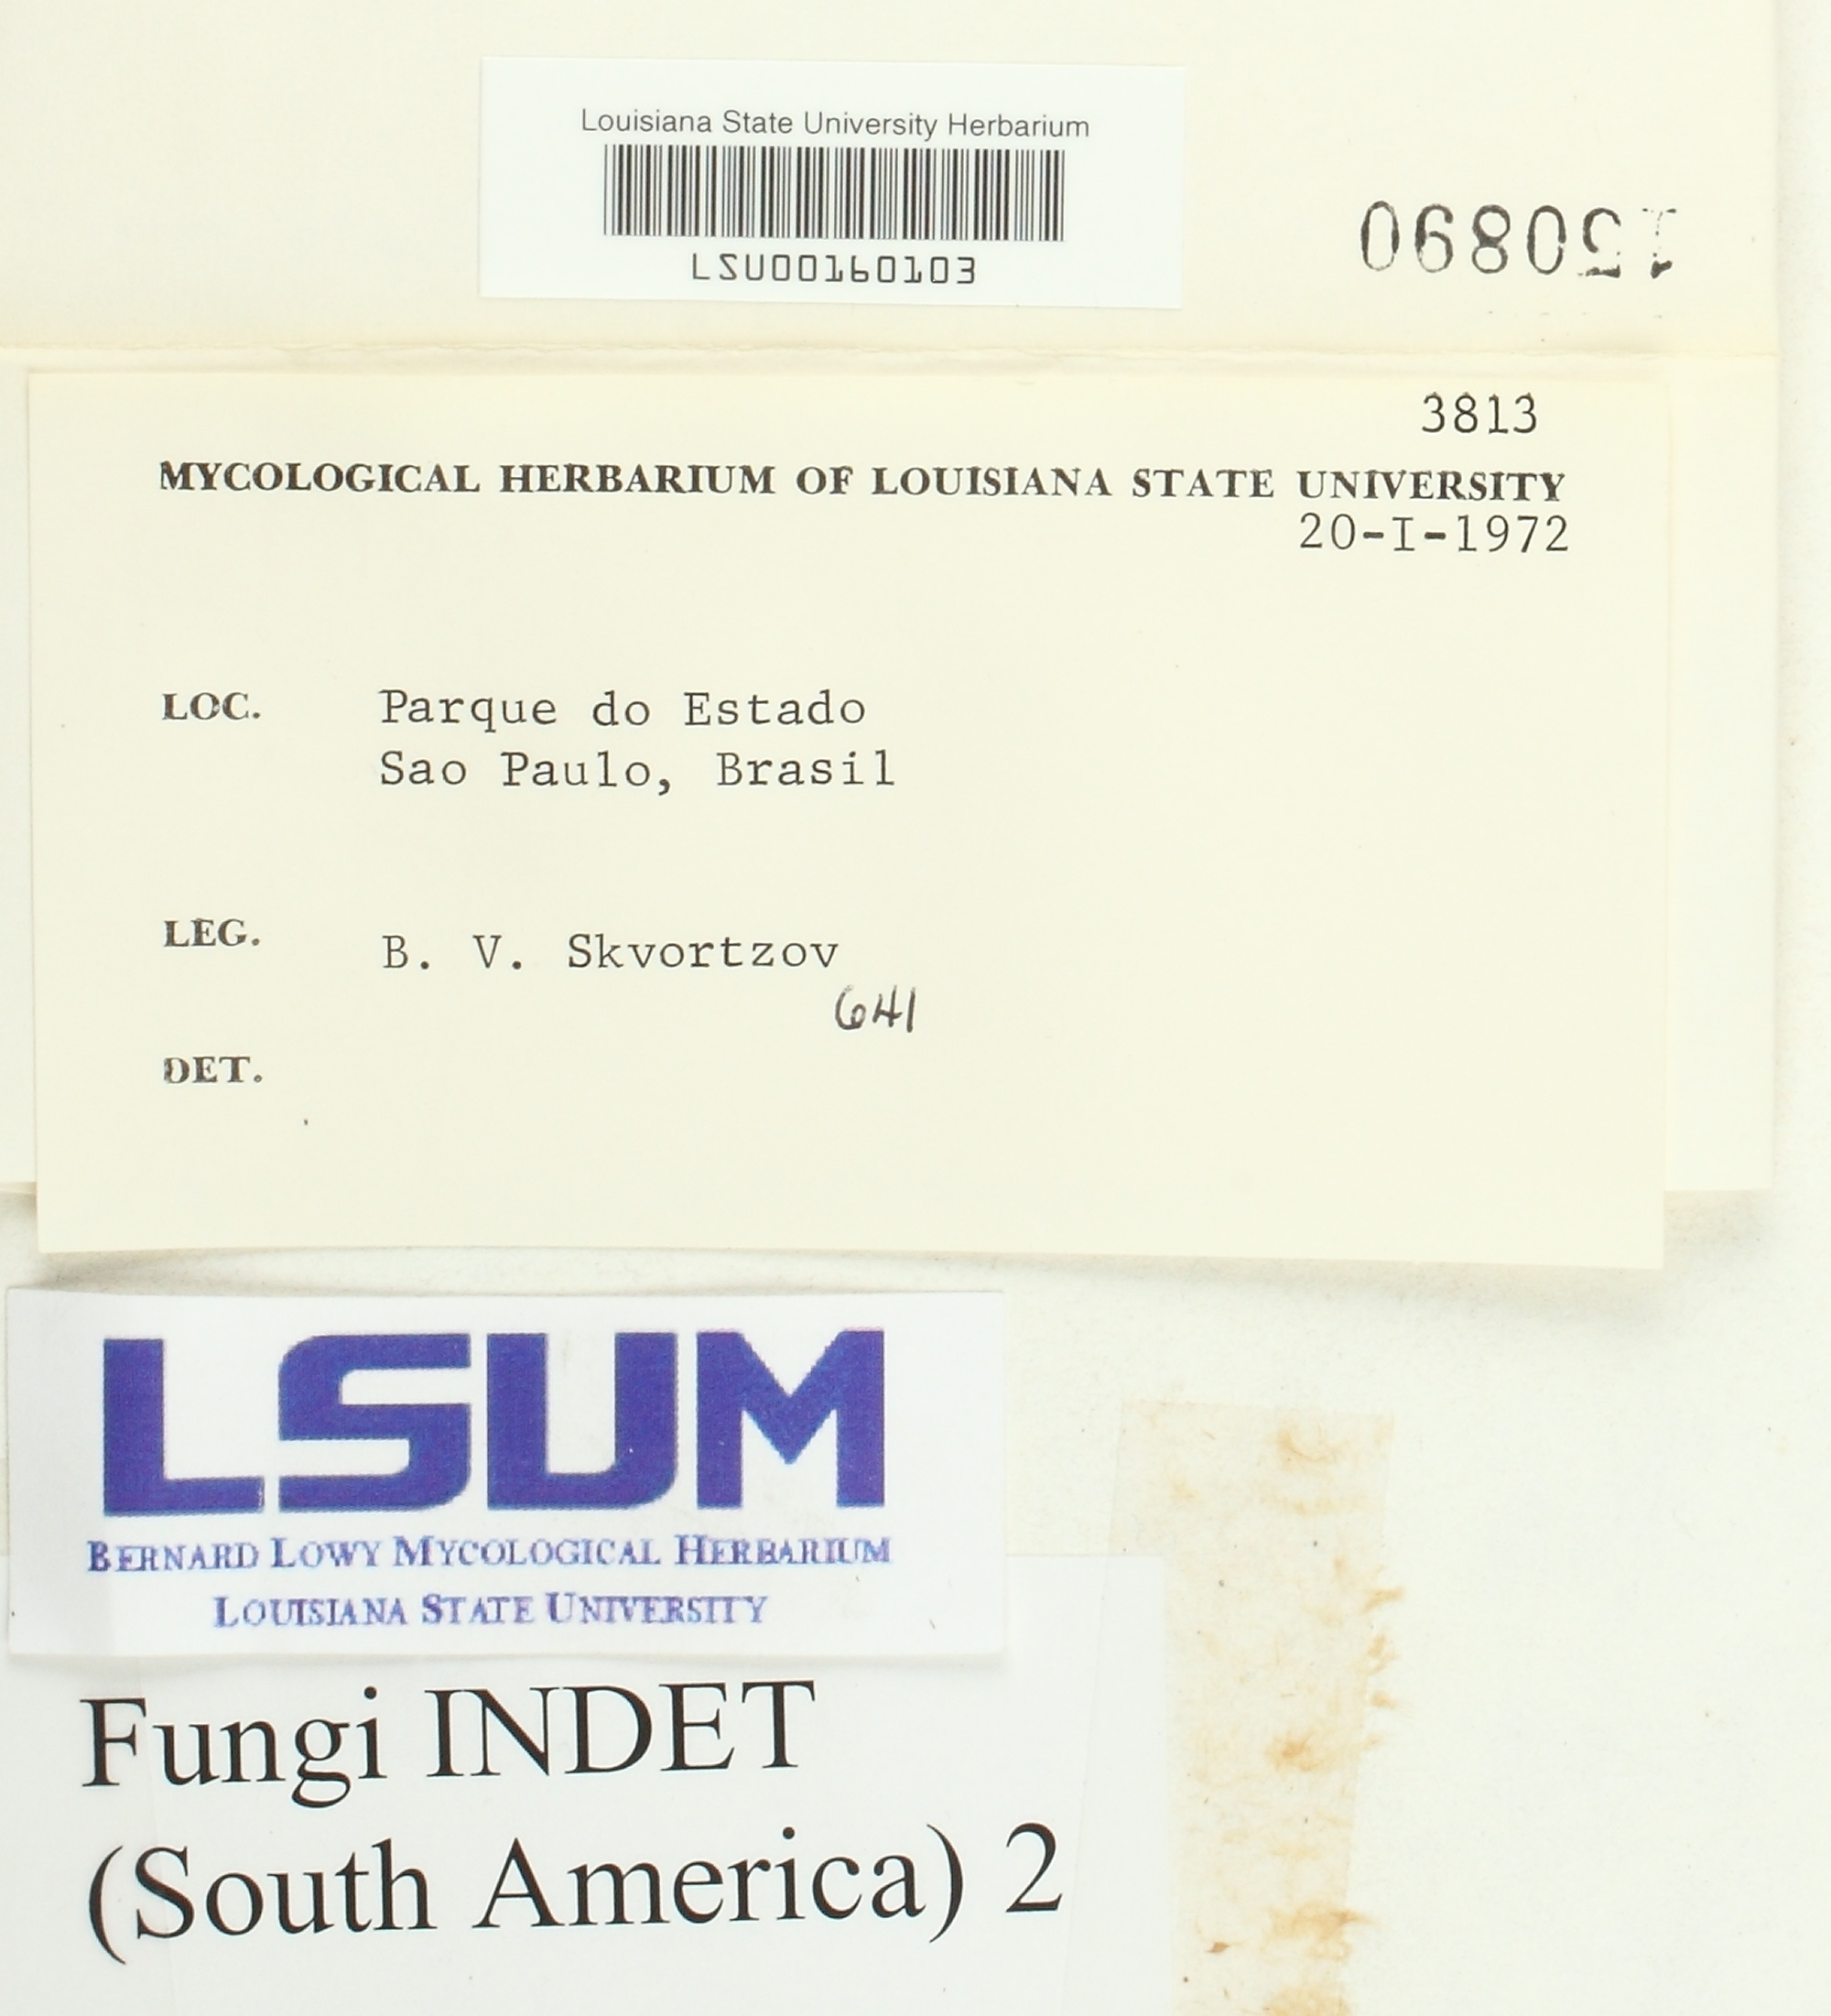 Louisiana State University Herbarium
LSU00160103
150890
3813
MYCOLOGICAL HERBARIUM OF LOUISIANA STATE UNIVERSITY
20-I-1972
LOC. Parque do Estado
Sao Paulo, Brasil
LEG. B. V. Skvortzov
641
DET.
LSUM
BERNARD LOWY MYCOLOGICAL HERBARIUM
LOUISIANA STATE UNIVERSITY
Fungi INDET
(South America) 2